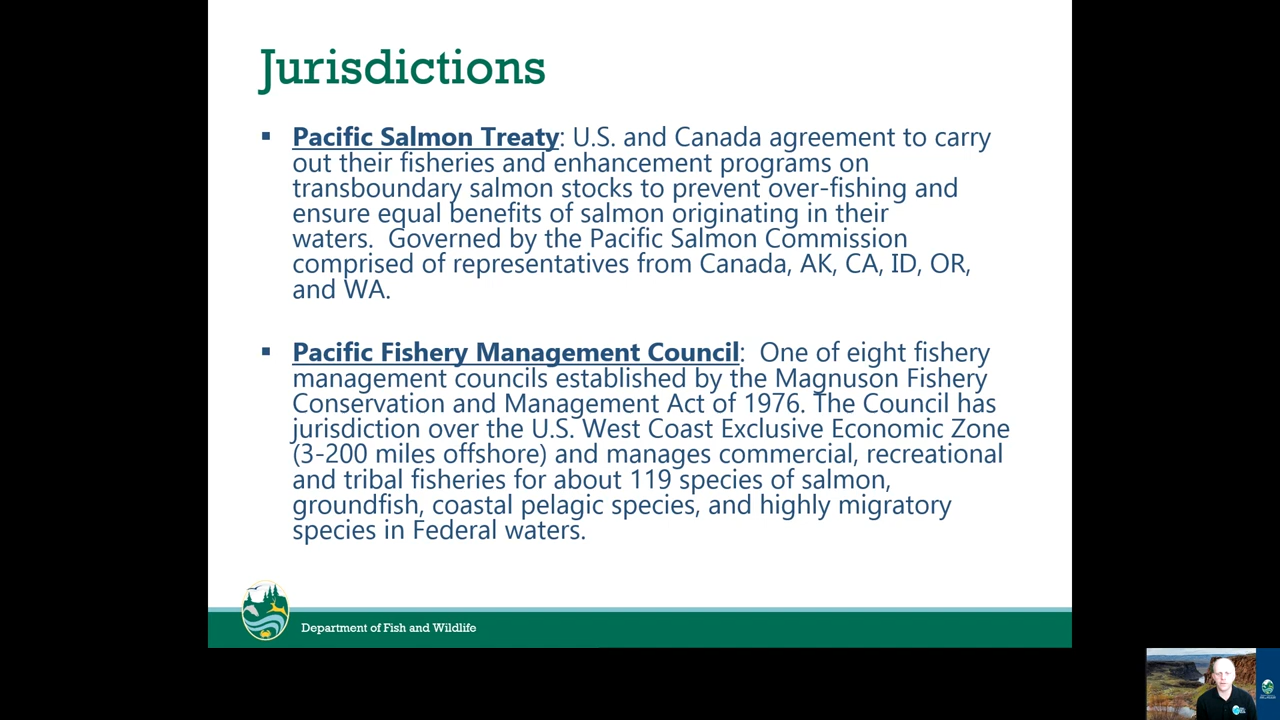 Jurisdictions
▪ Pacific Salmon Treaty: U.S. and Canada agreement to carry
out their fisheries and enhancement programs on
transboundary salmon stocks to prevent over-fishing and
ensure equal benefits of salmon originating in their
waters.  Governed by the Pacific Salmon Commission
comprised of representatives from Canada, AK, CA, ID, OR,
and WA.
▪ Pacific Fishery Management Council:  One of eight fishery
management councils established by the Magnuson Fishery
Conservation and Management Act of 1976. The Council has
jurisdiction over the U.S. West Coast Exclusive Economic Zone
(3-200 miles offshore) and manages commercial, recreational
and tribal fisheries for about 119 species of salmon,
groundfish, coastal pelagic species, and highly migratory
species in Federal waters.
Department of Fish and Wildlife